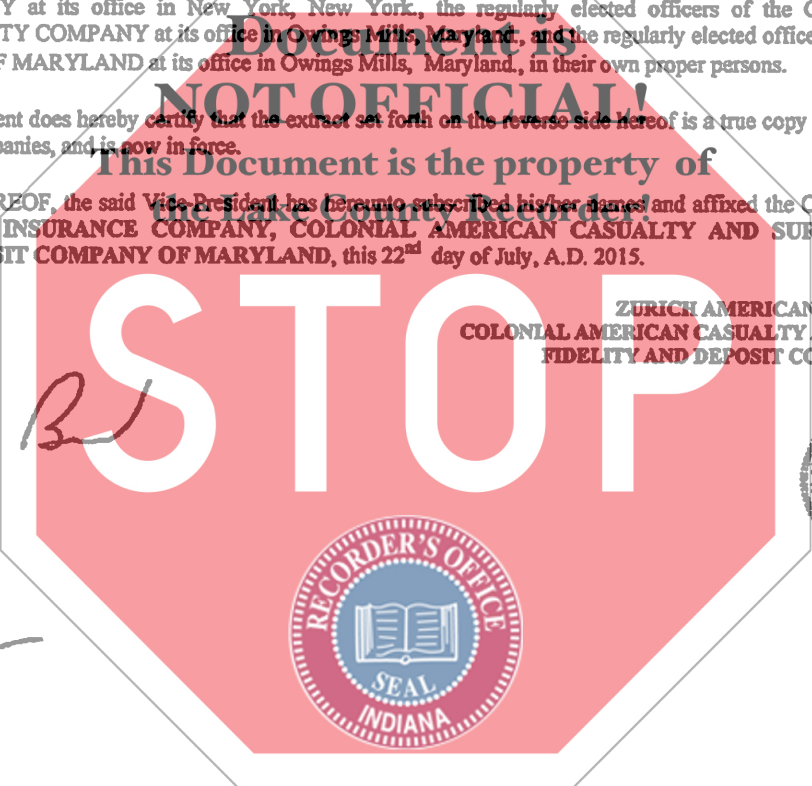 Y at its office in New York, New York., the regularly elected officers of the C
TY COMPANY at its office in Owings Mills, Maryland., and the regularly elected office
F MARYLAND at its office in Owings Mills, Maryland., in their own proper persons.
ent does hereby certify that the extract set forth on the reverse side hereof is a true copy
panies, and is now in force.
REOF, the said Vice-President has hereunto subscribed his/her names and affixed the C
INSURANCE COMPANY, COLONIAL AMERICAN CASUALTY AND SUR
IT COMPANY OF MARYLAND, this 22nd day of July, A.D. 2015.
ZURICH AMERICAN
COLONIAL AMERICAN CASUALTY
FIDELITY AND DEPOSIT CO
Document is
NOT OFFICIAL!
This Document is the property of
the Lake County Recorder!
STOP
RECORDER'S OFFICE
SEAL
INDIANA